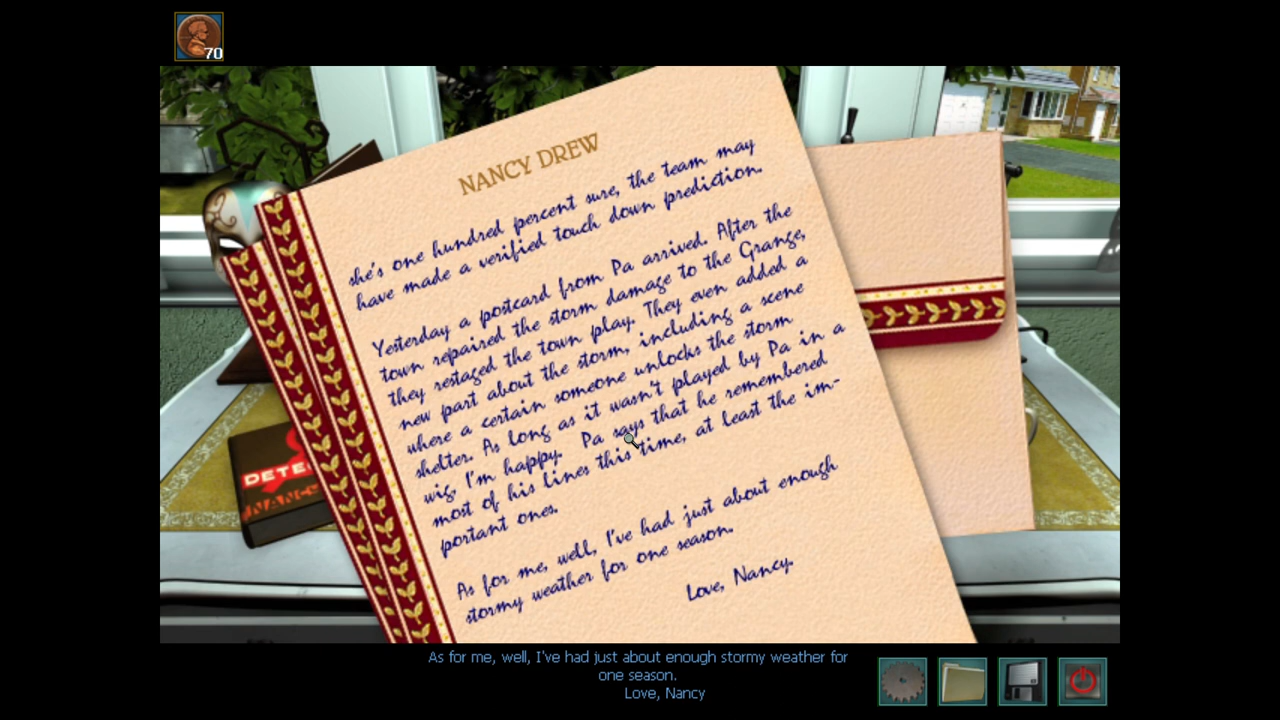 70
NANCY DREW
she's one hundred percent sure, the team may
have made a verified touch down prediction.
Yesterday a postcard from Pa arrived. After the
town repaired the storm damage to the Grange,
they restaged the town play. They even added a
new part about the storm, including a scene
where a certain someone unlocks the storm
shelter. As long as it wasn't played by Pa in a
wig, I'm happy. Pa says that he remembered
most of his lines this time, at least the im-
portant ones.
As for me, well, I've had just about enough
stormy weather for one season.
Love, Nancy.
DETE
NANC
As for me, well, I've had just about enough stormy weather for
one season.
Love, Nancy